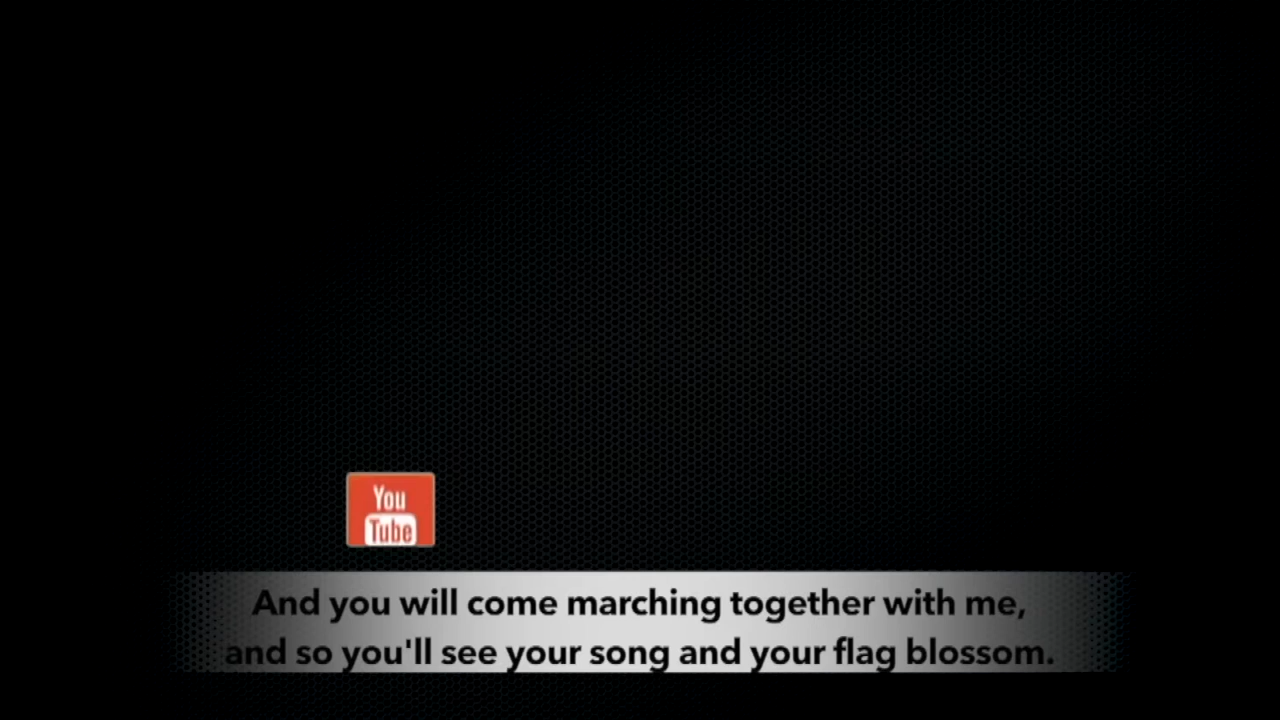 You
Tube
And you will come marching together with me,
and so you'll see your song and your flag blossom.